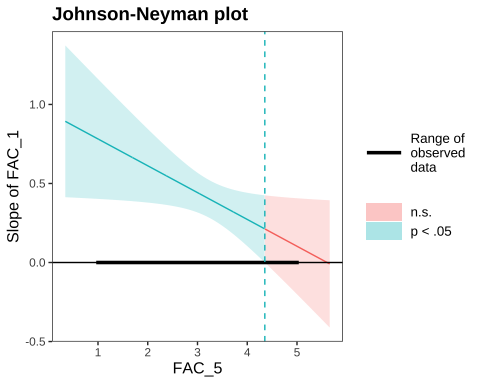 Johnson-Neyman plot
Slope of FAC_1
1.0
0.5
0.0
-0.5
1 2 3 4 5
FAC_5
Range of
observed
data
n.s.
p < .05